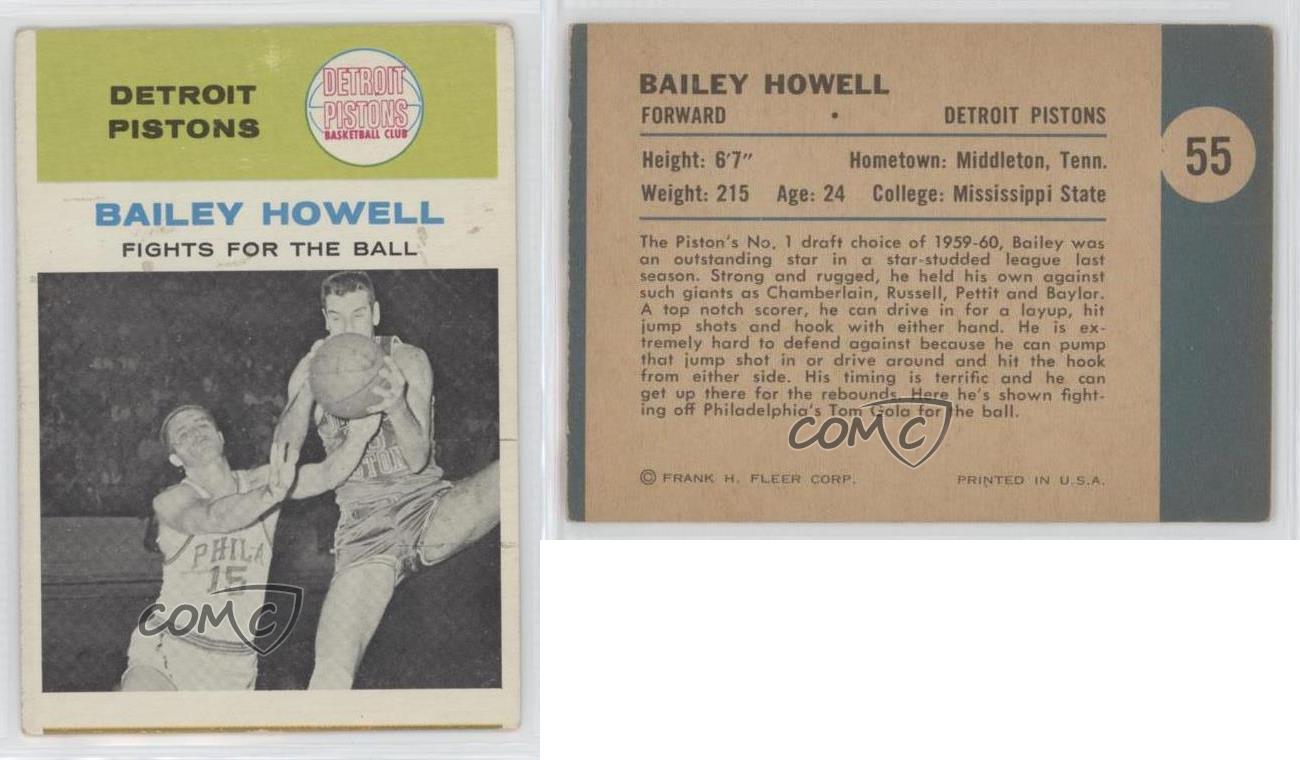 DETROIT
PISTONS
DETROIT
PISTONS
BASKETBALL CLUB
BAILEY HOWELL
FIGHTS FOR THE BALL
PHILA
15
COMC
BAILEY HOWELL
FORWARD • DETROIT PISTONS
Height: 6'7" Hometown: Middleton, Tenn.
Weight: 215 Age: 24 College: Mississippi State
55
The Piston's No. 1 draft choice of 1959-60, Bailey was
an outstanding star in a star-studded league last
season. Strong and rugged, he held his own against
such giants as Chamberlain, Russell, Pettit and Baylor.
A top notch scorer, he can drive in for a layup, hit
jump shots and hook with either hand. He is ex-
tremely hard to defend against because he can pump
that jump shot in or drive around and hit the hook
from either side. His timing is terrific and he can
get up there for the rebounds. Here he's shown fight-
ing off Philadelphia's Tom Gola for the ball.
COMC
© FRANK H. FLEER CORP. PRINTED IN U.S.A.